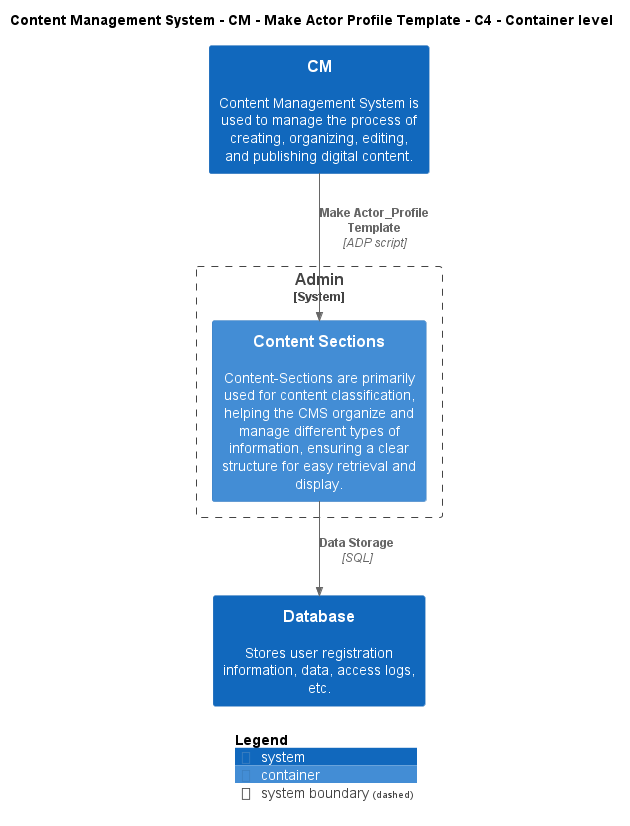 Content Management System - CM - Make Actor Profile Template - C4 - Container level
CM
Content Management System is
used to manage the process of
creating, organizing, editing,
and publishing digital content.
Make Actor_Profile
Template
[ADP script]
Admin
[System]
Content Sections
Content-Sections are primarily
used for content classification,
helping the CMS organize and
manage different types of
information, ensuring a clear
structure for easy retrieval and
display.
Data Storage
[SQL]
Database
Stores user registration
information, data, access logs,
etc.
Legend
system
container
system boundary (dashed)